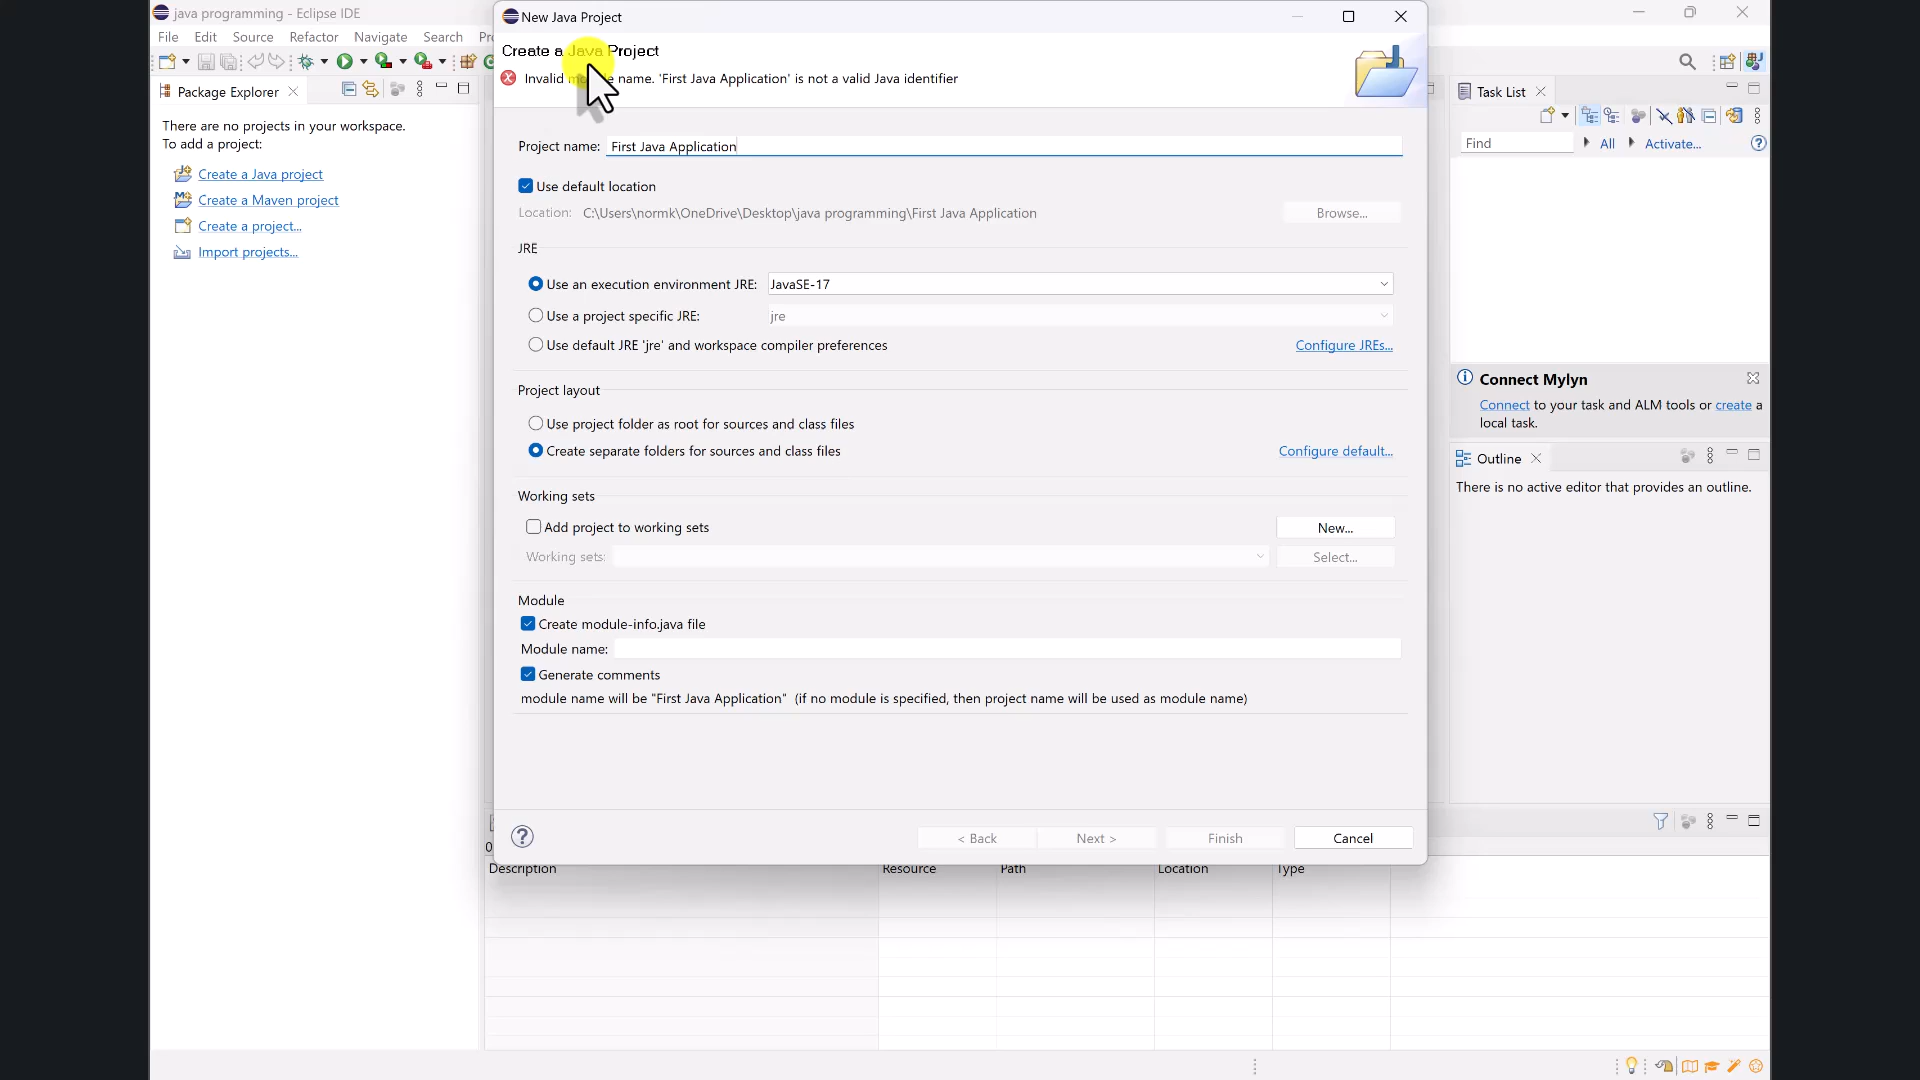 java programming - Eclipse IDE
File Edit Source Refactor Navigate Search
Package Explorer
There are no projects in your workspace.
To add a project:
Create a Java project
Create a Maven project
Create a project...
Import projects...
New Java Project
Create a Java Project
Invalid name. 'First Java Application' is not a valid Java identifier
Project name: First Java Application
Use default location
Location: C:\Users\normk\OneDrive\Desktop\java programming\First Java Application
Browse...
JRE
Use an execution environment JRE: JavaSE-17
Use a project specific JRE: jre
Use default JRE 'jre' and workspace compiler preferences
Configure JREs...
Project layout
Use project folder as root for sources and class files
Create separate folders for sources and class files
Configure default...
Working sets
Add project to working sets
New...
Working sets:
Select...
Module
Create module-info.java file
Module name:
Generate comments
module name will be "First Java Application" (if no module is specified, then project name will be used as module name)
< Back Next > Finish Cancel
Task List
Find All Activate...
Connect Mylyn
Connect to your task and ALM tools or create a
local task.
Outline
There is no active editor that provides an outline.
Description Resource Path Location Type